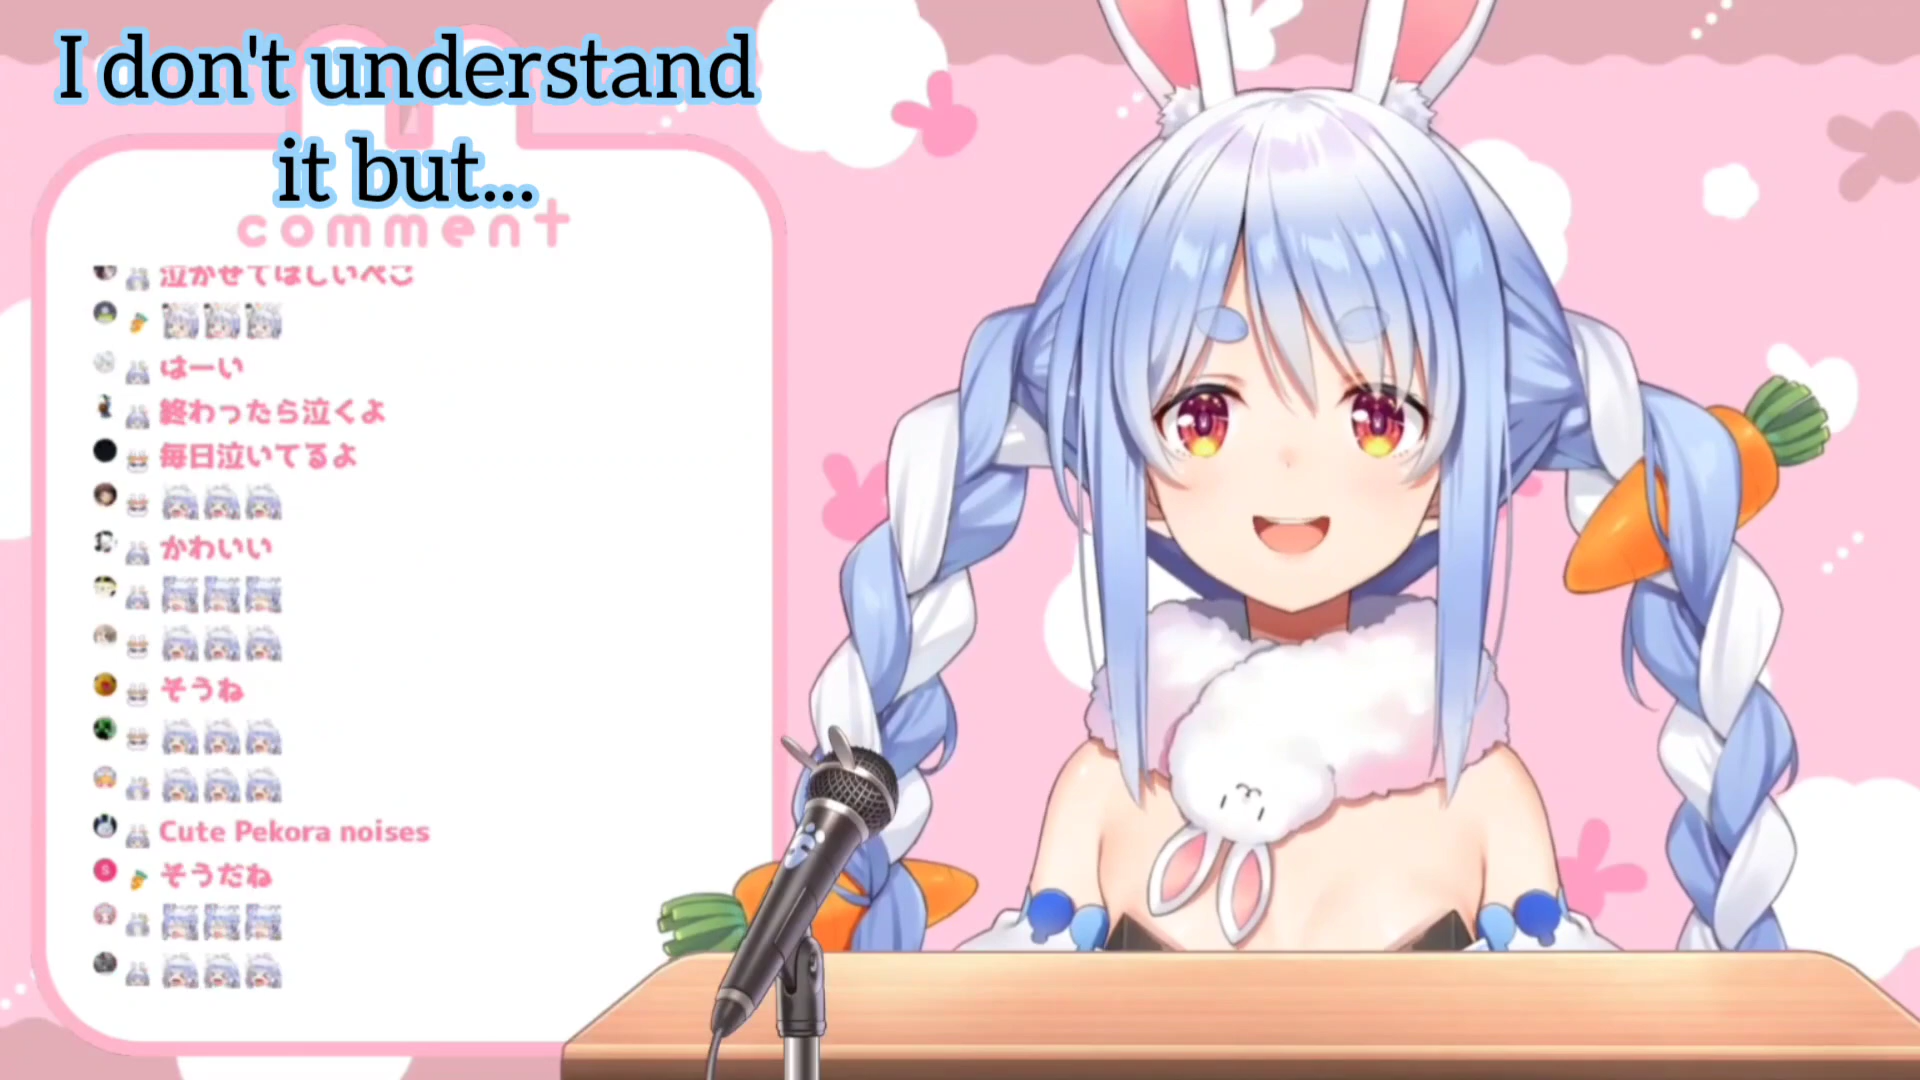 I don't understand
it but...
comment
泣かせてほしいぺこ
はーい
終わったら泣くよ
毎日泣いてるよ
かわいい
そうね
Cute Pekora noises
そうだね
S